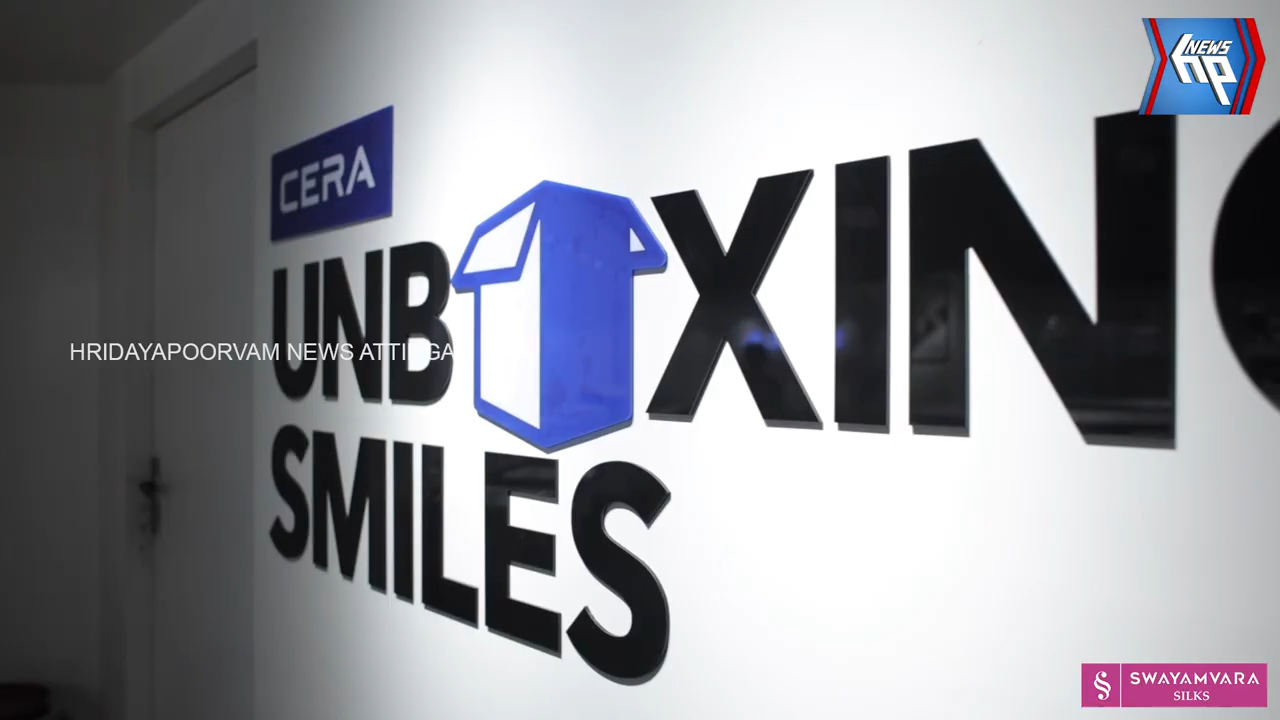 NEWS
hp
CERA
UNBOXING
HRIDAYAPOORVAM NEWS
SMILES
SWAYAMVARA
SILKS